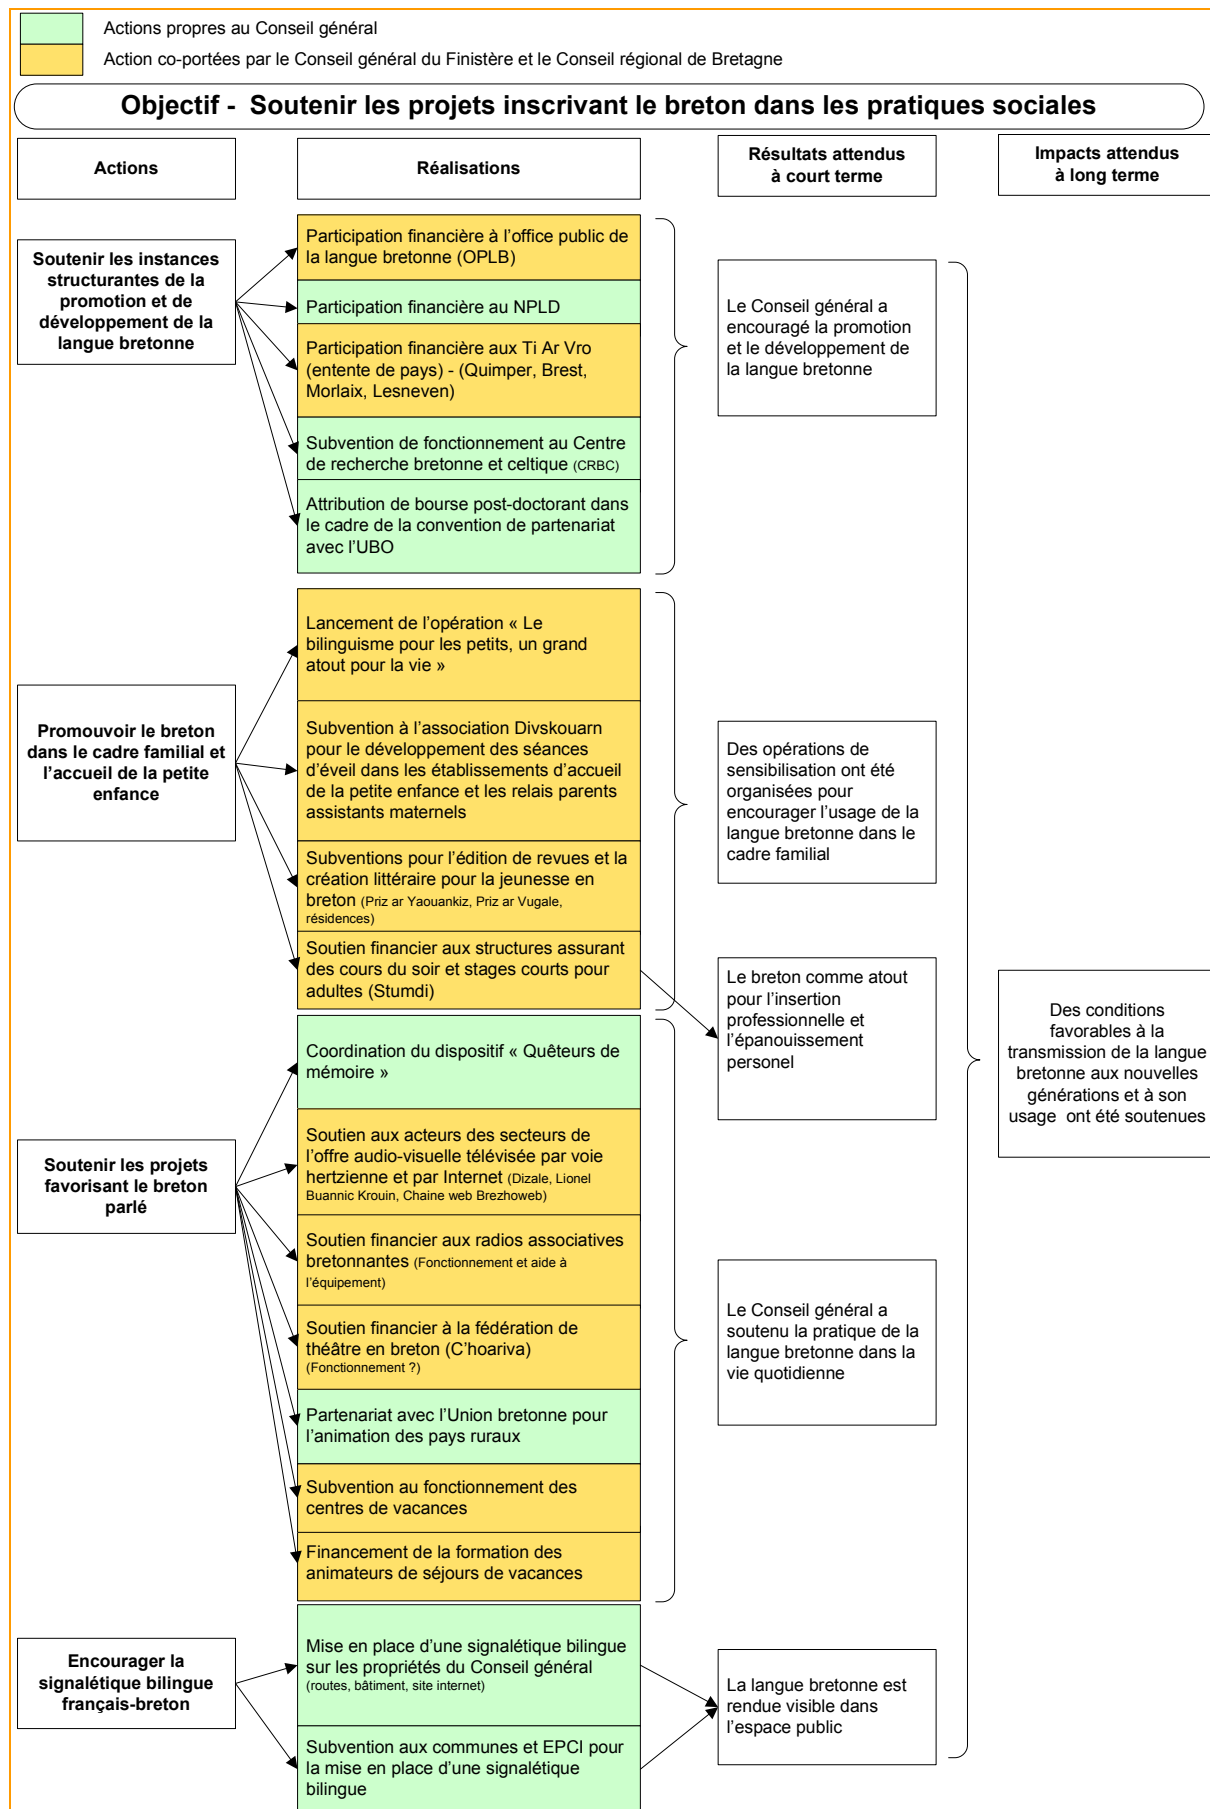 Actions propres au Conseil général
Action co-portées par le Conseil général du Finistère et le Conseil régional de Bretagne
Objectif - Soutenir les projets inscrivant le breton dans les pratiques sociales
Actions
Réalisations
Résultats attendus
à court terme
Impacts attendus
à long terme
Soutenir les instances
structurantes de la
promotion et de
développement de la
langue bretonne
Participation financière à l’office public de
la langue bretonne (OPLB)
Participation financière au NPLD
Participation financière aux Ti Ar Vro
(entente de pays) - (Quimper, Brest,
Morlaix, Lesneven)
Subvention de fonctionnement au Centre
de recherche bretonne et celtique (CRBC)
Attribution de bourse post-doctorant dans
le cadre de la convention de partenariat
avec l’UBO
Le Conseil général a
encouragé la promotion
et le développement de
la langue bretonne
Promouvoir le breton
dans le cadre familial et
l’accueil de la petite
enfance
Lancement de l’opération « Le
bilinguisme pour les petits, un grand
atout pour la vie »
Subvention à l’association Divskouarn
pour le développement des séances
d’éveil dans les établissements d’accueil
de la petite enfance et les relais parents
assistants maternels
Subventions pour l’édition de revues et la
création littéraire pour la jeunesse en
breton (Priz ar Yaouankiz, Priz ar Vugale,
résidences)
Soutien financier aux structures assurant
des cours du soir et stages courts pour
adultes (Stumdi)
Des opérations de
sensibilisation ont été
organisées pour
encourager l’usage de la
langue bretonne dans le
cadre familial
Le breton comme atout
pour l’insertion
professionnelle et
l’épanouissement
personel
Des conditions
favorables à la
transmission de la langue
bretonne aux nouvelles
générations et à son
usage ont été soutenues
Soutenir les projets
favorisant le breton
parlé
Coordination du dispositif « Quêteurs de
mémoire »
Soutien aux acteurs des secteurs de
l’offre audio-visuelle télévisée par voie
hertzienne et par Internet (Dizale, Lionel
Buannic Krouin, Chaine web Brezhoweb)
Soutien financier aux radios associatives
bretonnantes (Fonctionnement et aide à
l’équipement)
Soutien financier à la fédération de
théâtre en breton (C’hoariva)
(Fonctionnement ?)
Partenariat avec l’Union bretonne pour
l’animation des pays ruraux
Subvention au fonctionnement des
centres de vacances
Financement de la formation des
animateurs de séjours de vacances
Le Conseil général a
soutenu la pratique de la
langue bretonne dans la
vie quotidienne
Encourager la
signalétique bilingue
français-breton
Mise en place d’une signalétique bilingue
sur les propriétés du Conseil général
(routes, bâtiment, site internet)
Subvention aux communes et EPCI pour
la mise en place d’une signalétique
bilingue
La langue bretonne est
rendue visible dans
l’espace public